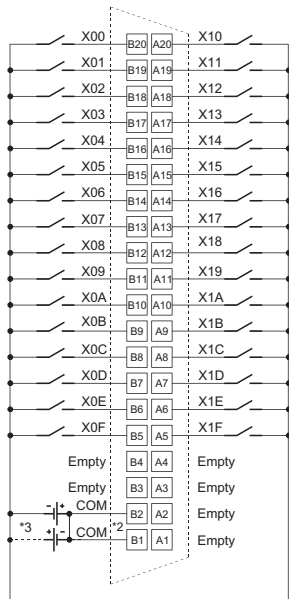 X00 B20 A20 X10
X01 B19 A19 X11
X02 B18 A18 X12
X03 B17 A17 X13
X04 B16 A16 X14
X05 B15 A15 X15
X06 B14 A14 X16
X07 B13 A13 X17
X08 B12 A12 X18
X09 B11 A11 X19
X0A B10 A10 X1A
X0B B9 A9 X1B
X0C B8 A8 X1C
X0D B7 A7 X1D
X0E B6 A6 X1E
X0F B5 A5 X1F
Empty B4 A4 Empty
Empty B3 A3 Empty
- + COM B2 A2 Empty
*3 + - COM *2 B1 A1 Empty